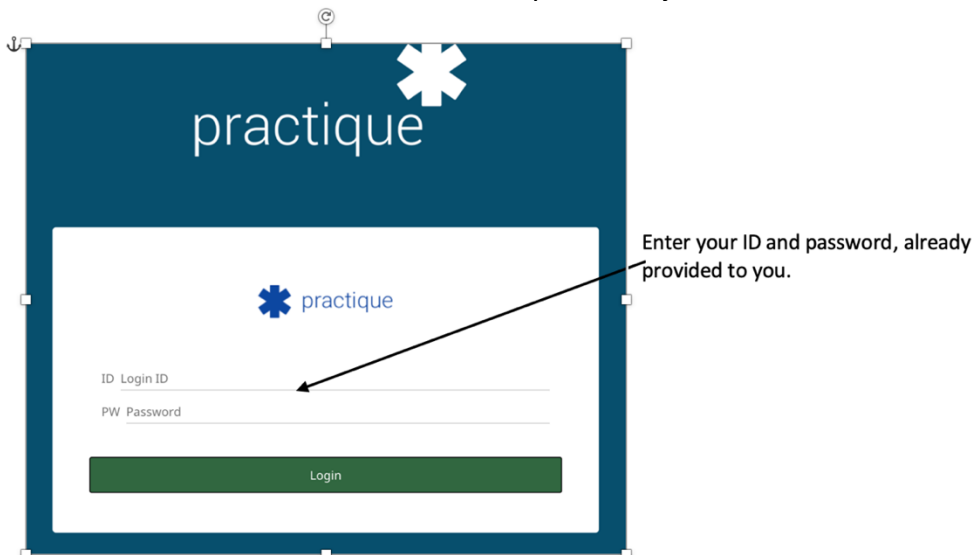 practique
Enter your ID and password, already
provided to you.
practique
ID Login ID
PW Password
Login